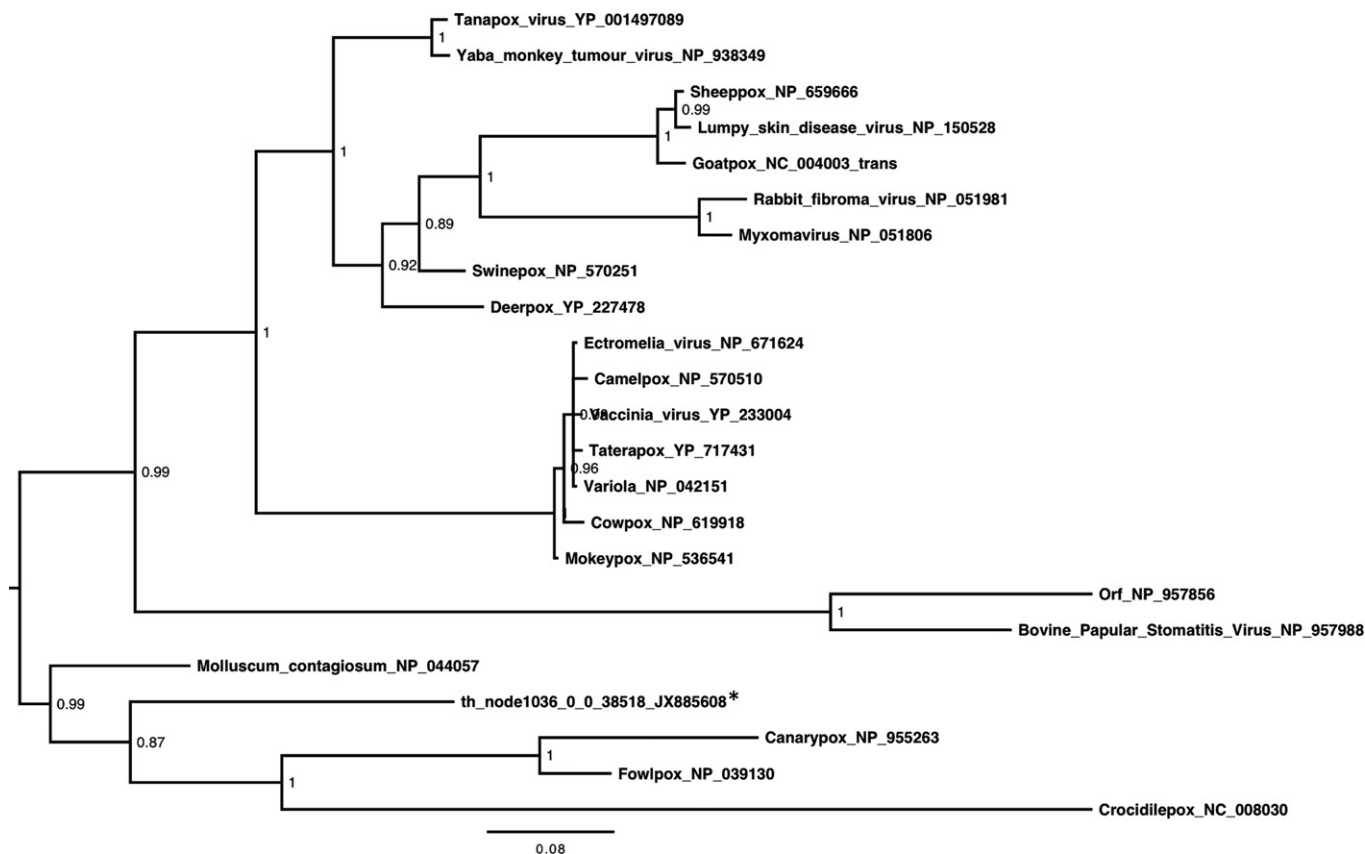 Tanapox_virus_YP_001497089
1
Yaba_monkey_tumour_virus_NP_938349
Sheeppox_NP_659666
0.99
Lumpy_skin_disease_virus_NP_150528
1
1
Goatpox_NC_004003_trans
1
Rabbit_fibroma_virus_NP_051981
1
Myxomavirus_NP_051806
0.89
0.92
Swinepox_NP_570251
Deerpox_YP_227478
1
Ectromelia_virus_NP_671624
Camelpox_NP_570510
Vaccinia_virus_YP_233004
Taterapox_YP_717431
0.96
0.99
Variola_NP_042151
Cowpox_NP_619918
Mokeypox_NP_536541
Orf_NP_957856
1
Bovine_Papular_Stomatitis_Virus_NP_957988
Molluscum_contagiosum_NP_044057
0.99
th_node1036_0_0_38518_JX885608*
0.87
Canarypox_NP_955263
1
Fowlpox_NP_039130
1
Crocidilepox_NC_008030
0.08